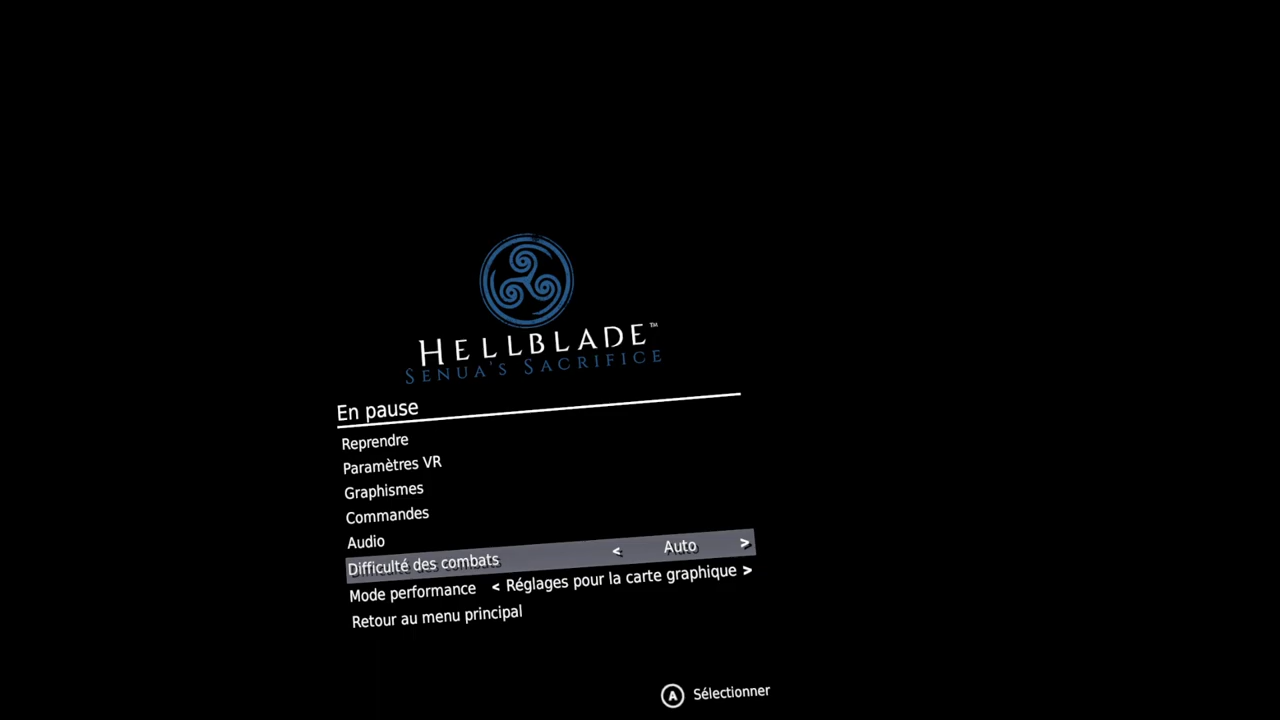 HELLBLADE™
SENUA'S SACRIFICE
En pause
Reprendre
Paramètres VR
Graphismes
Commandes
Audio
Difficulté des combats < Auto >
Mode performance < Réglages pour la carte graphique >
Retour au menu principal
A Sélectionner